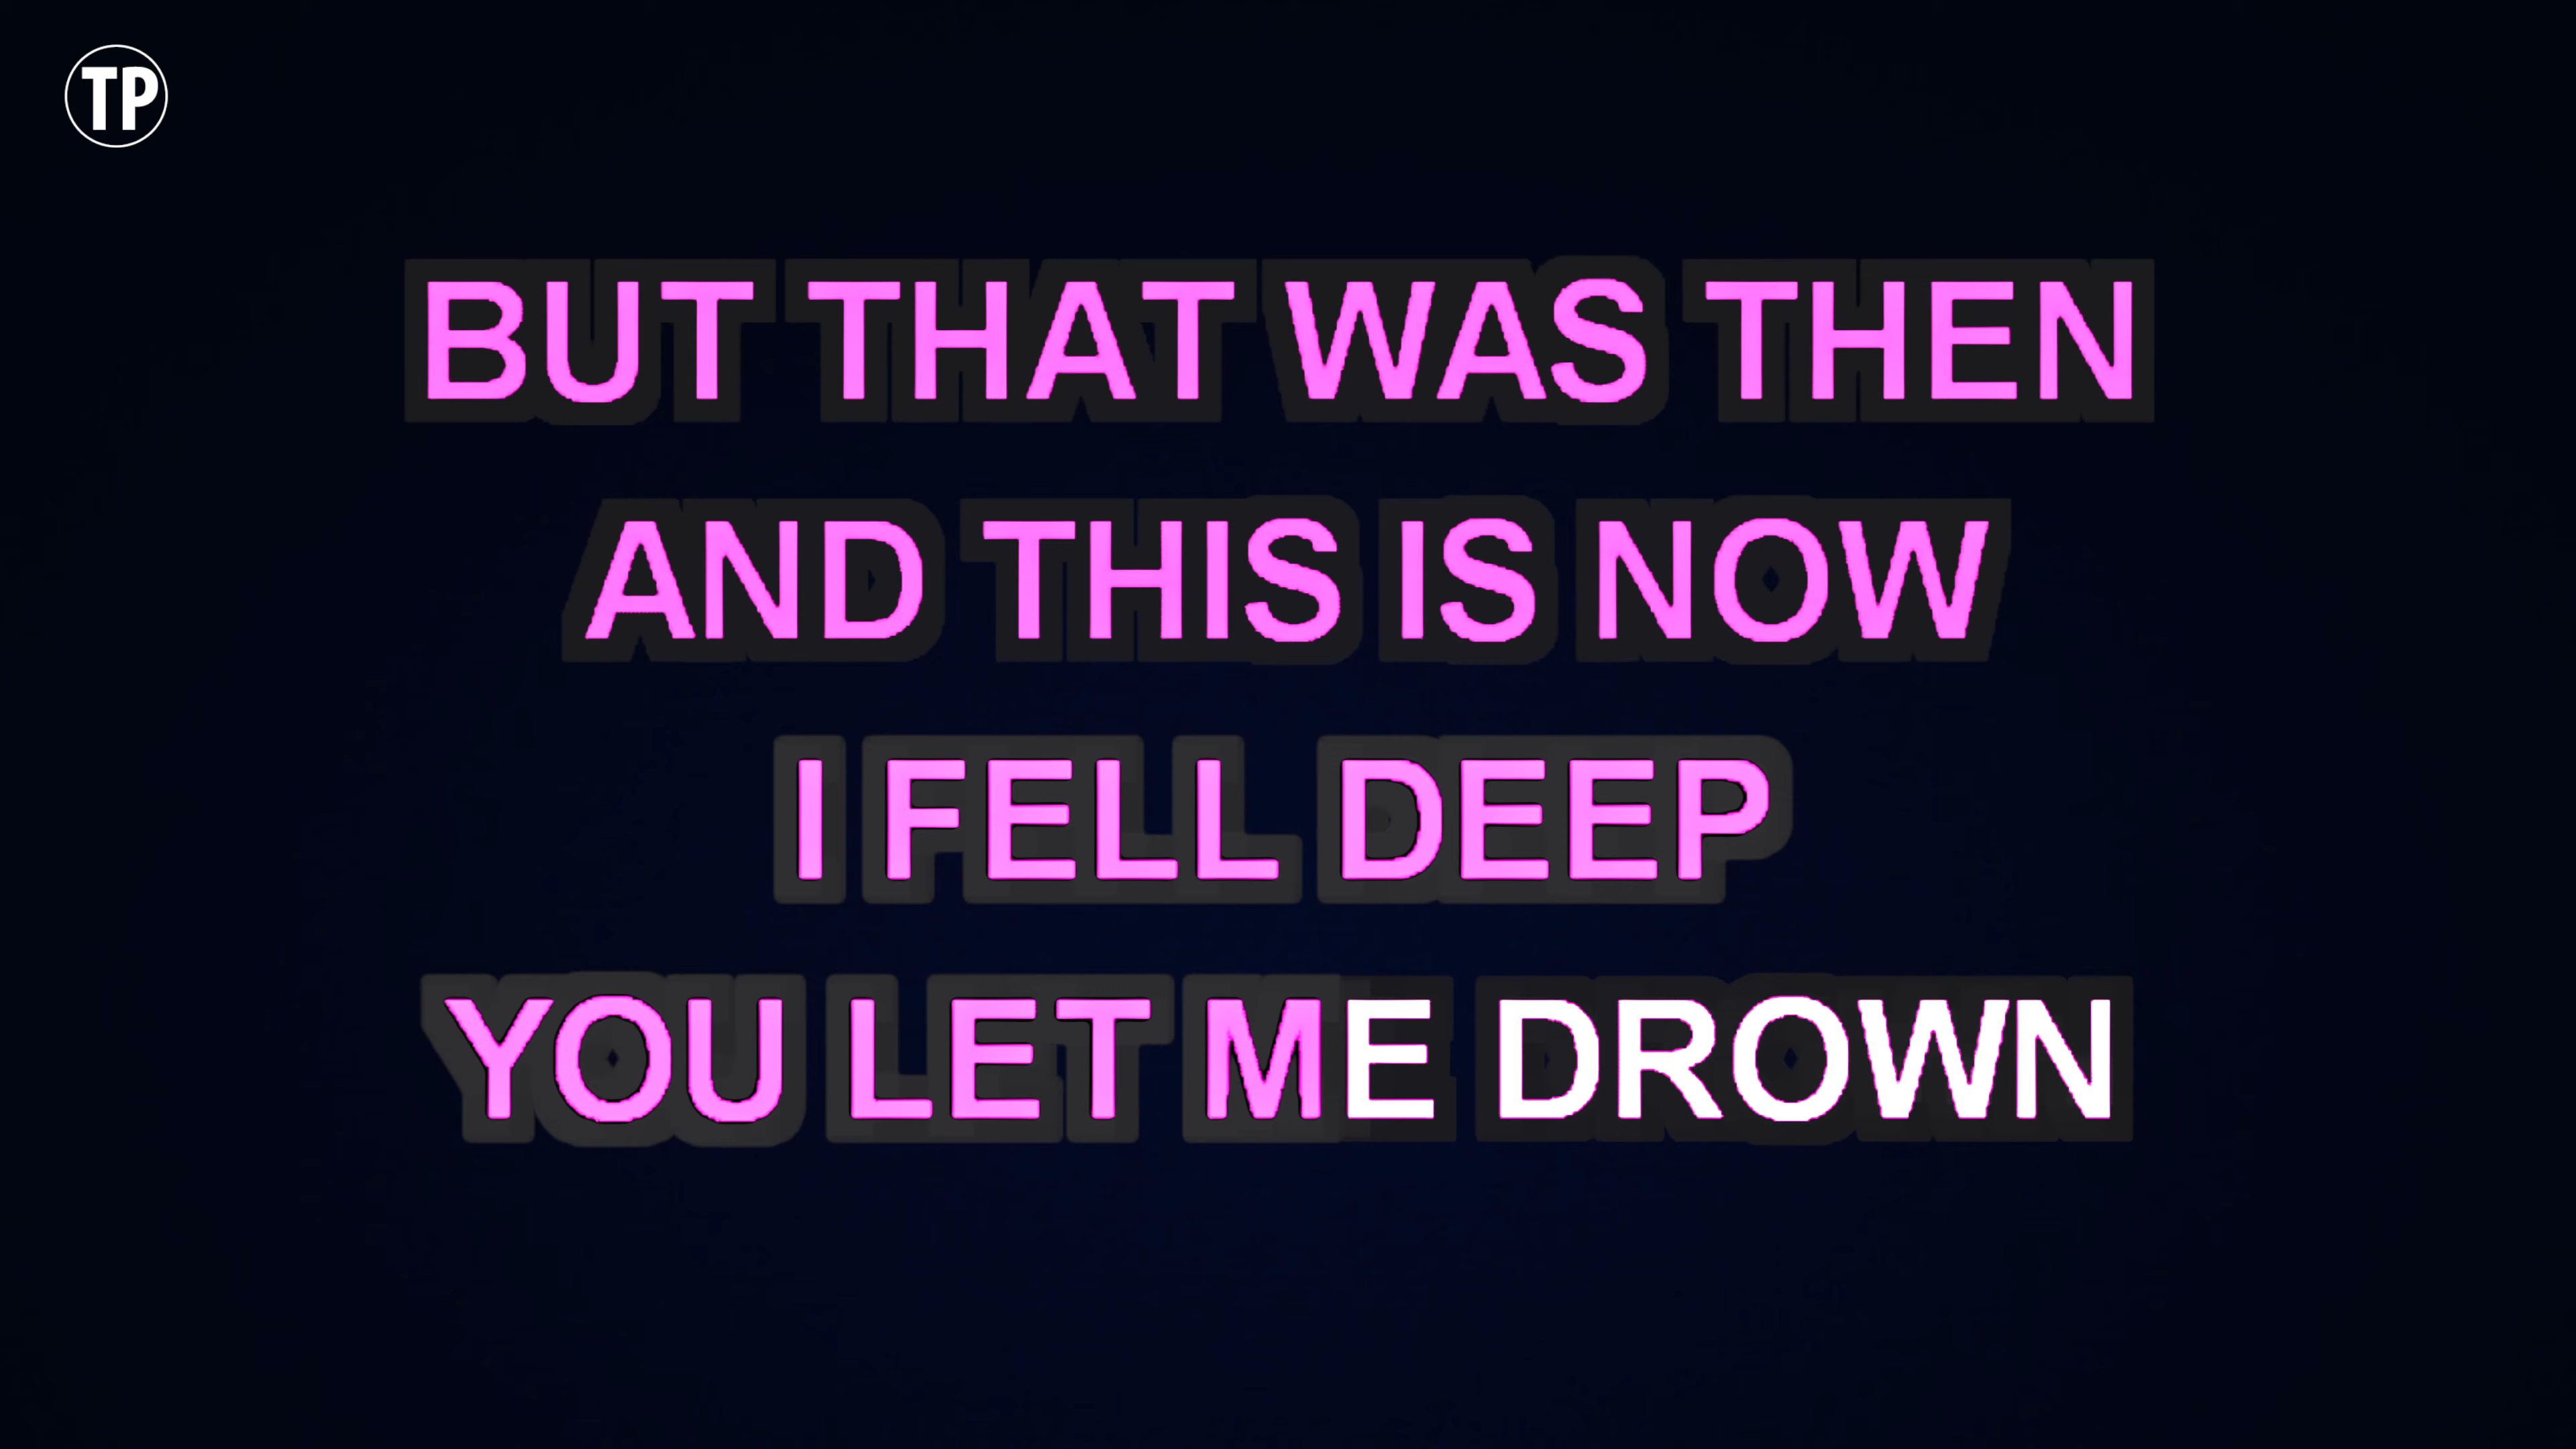 TP
BUT THAT WAS THEN
AND THIS IS NOW
I FELL DEEP
YOU LET ME DROWN